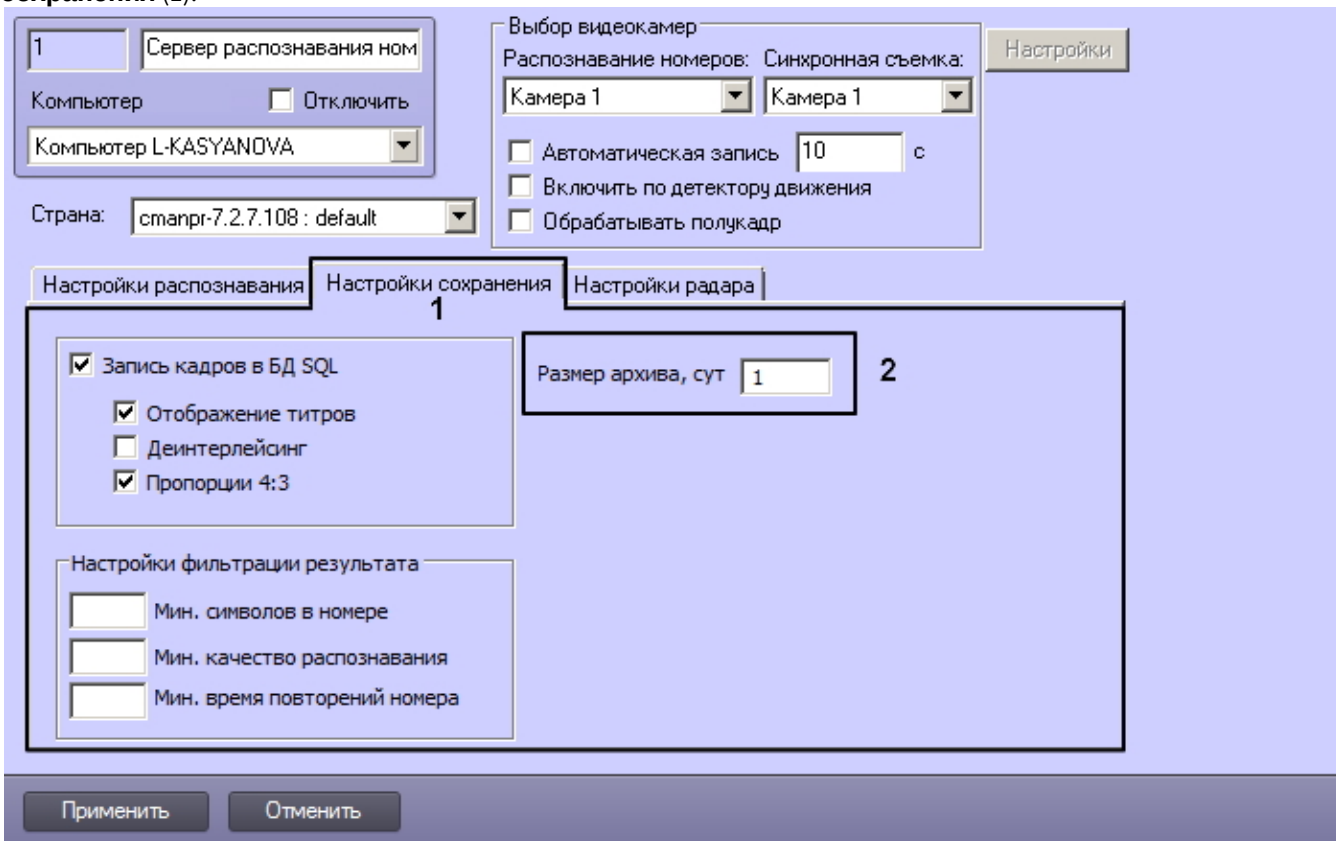 сохранения (1).
1 Сервер распознавания ном
Компьютер Отключить
Компьютер L-KASYANOVA
Страна: cmanpr-7.2.7.108 : default
Выбор видеокамер
Распознавание номеров: Синхронная съемка:
Камера 1 Камера 1
Автоматическая запись 10 с
Включить по детектору движения
Обрабатывать полукадр
Настройки
Настройки распознавания Настройки сохранения Настройки радара
1
Запись кадров в БД SQL
Отображение титров
Деинтерлейсинг
Пропорции 4:3
Размер архива, сут 1 2
Настройки фильтрации результата
Мин. символов в номере
Мин. качество распознавания
Мин. время повторений номера
Применить Отменить